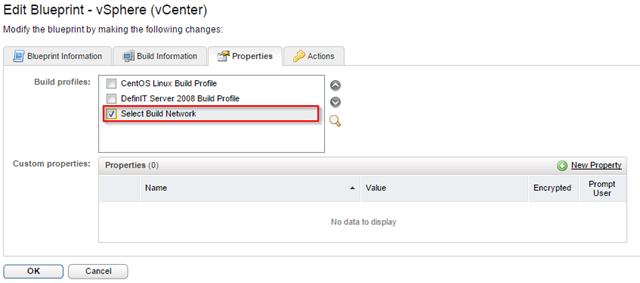 Edit Blueprint - vSphere (vCenter)
Modify the blueprint by making the following changes:
Blueprint Information Build Information Properties Actions
Build profiles:
CentOS Linux Build Profile
DefinIT Server 2008 Build Profile
Select Build Network
Custom properties:
Properties (0) New Property
Name Value Encrypted Prompt User
No data to display
OK Cancel